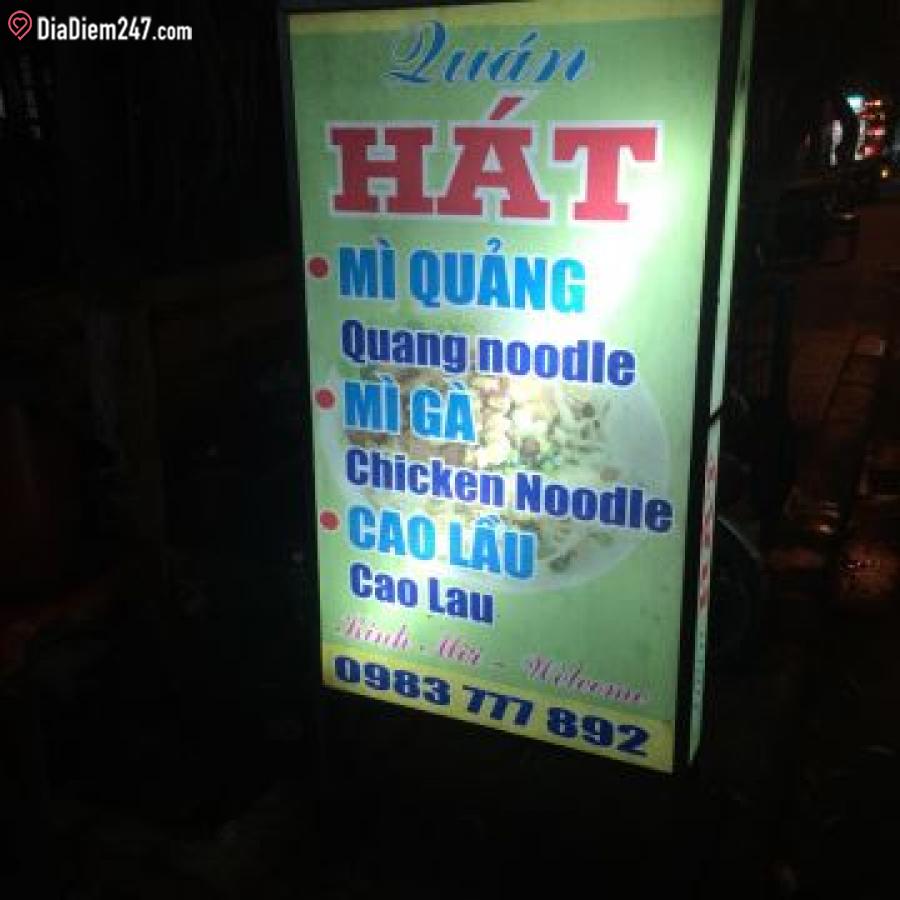 DiaDiem247.com
Quán
HÁT
MÌ QUẢNG
Quang noodle
MÌ GÀ
Chicken Noodle
CAO LẦU
Cao Lau
Kính Mời - Welcome
0983 777 892